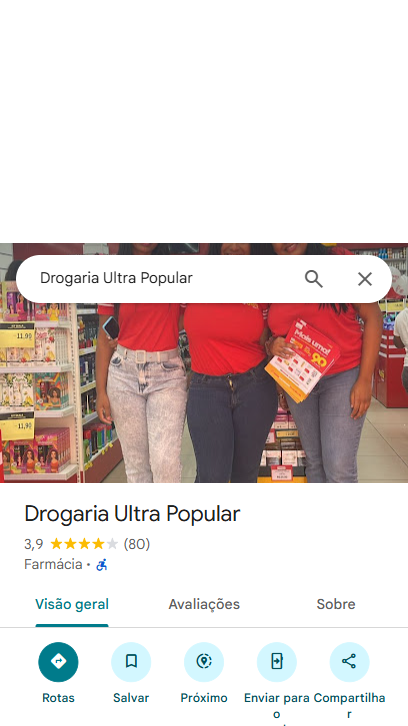 Drogaria Ultra Popular
11,90
Mais uma!
90
11,90
Drogaria Ultra Popular
3,9 (80)
Farmácia ·
Visão geral Avaliações Sobre
Rotas Salvar Próximo Enviar para o Compartilhar